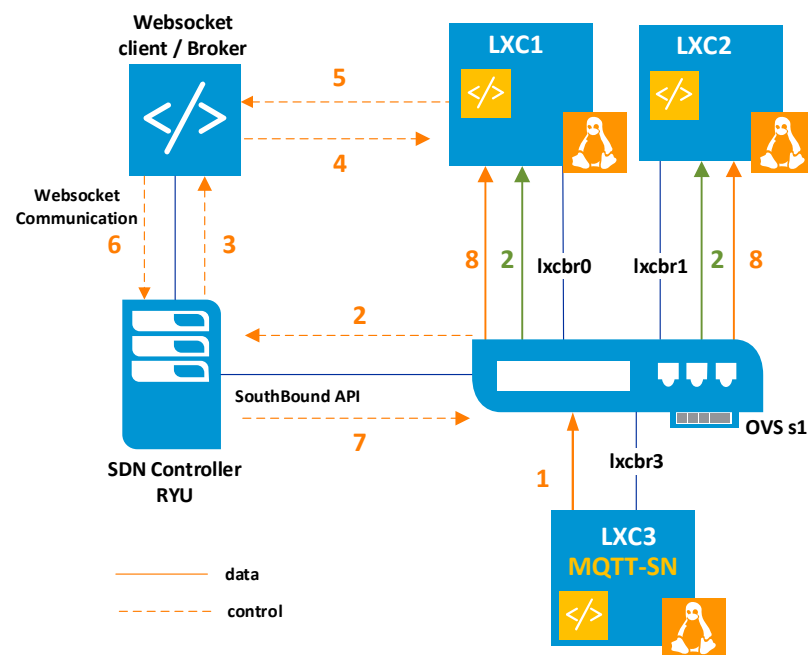 Websocket
client / Broker
LXC1
LXC2
</>
</>
</>
5
4
Websocket
Communication
6
3
8
2
lxcbr0
lxcbr1
2
8
2
SouthBound API
7
OVS s1
SDN Controller
RYU
1
lxcbr3
LXC3
MQTT-SN
</>
data
control